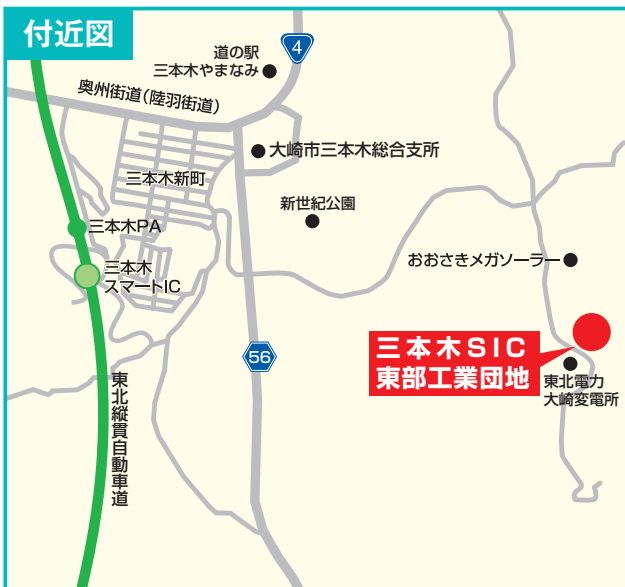 付近図
4
道の駅
三本木やまなみ
奥州街道(陸羽街道)
大崎市三本木総合支所
三本木新町
新世紀公園
三本木PA
おおさきメガソーラー
三本木
スマートIC
三本木SIC
東部工業団地
56
東北電力
大崎変電所
東北縦貫自動車道